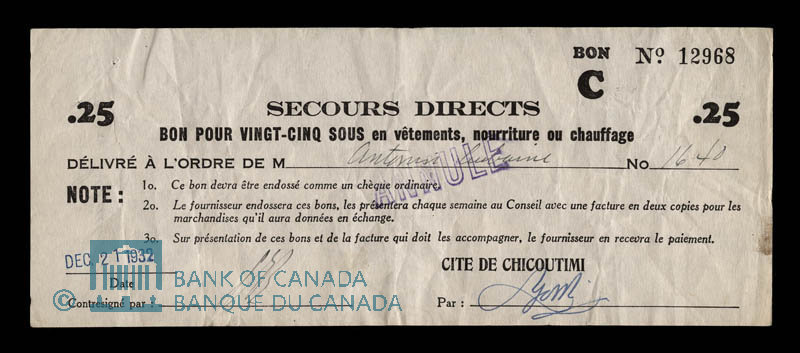 BON Nº 12968
C
.25 SECOURS DIRECTS .25
BON POUR VINGT-CINQ SOUS en vêtements, nourriture ou chauffage
DÉLIVRÉ À L'ORDRE DE M No 1640
ANNULÉ
NOTE : 1o. Ce bon devra être endossé comme un chèque ordinaire.
2o. Le fournisseur endossera ces bons, les présentera chaque semaine au Conseil avec une facture en deux copies pour les
marchandises qu'il aura données en échange.
3o. Sur présentation de ces bons et de la facture qui doit les accompagner, le fournisseur en recevra le paiement.
DEC 21 1932
Date
CITE DE CHICOUTIMI
Contresigné par : Par :
© BANK OF CANADA
BANQUE DU CANADA